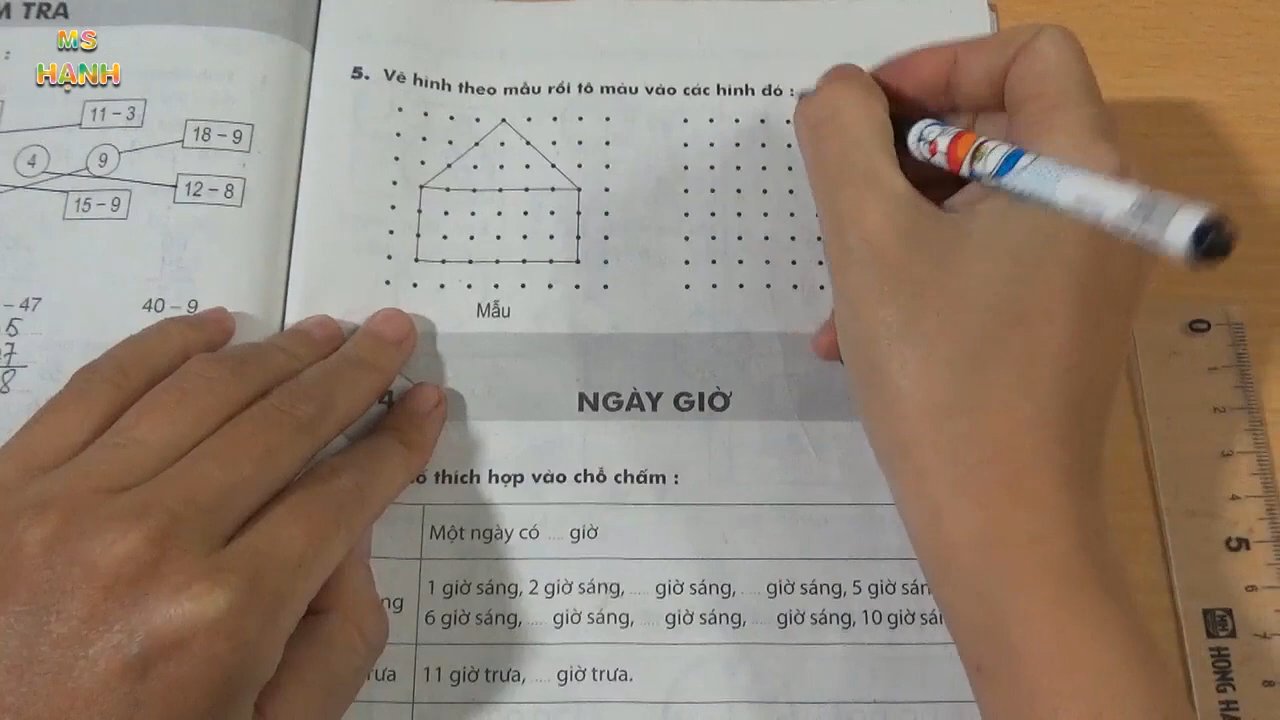 M TRA
MS
HẠNH
:
11 – 3
18 – 9
4
9
12 – 8
15 – 9
– 47
40 – 9
5
7
8
5. Vẽ hình theo mẫu rồi tô màu vào các hình đó :
Mẫu
4
NGÀY GIỜ
thích hợp vào chỗ chấm :
Một ngày có .... giờ
ng
1 giờ sáng, 2 giờ sáng, .... giờ sáng, .... giờ sáng, 5 giờ sán
6 giờ sáng, .... giờ sáng, .... giờ sáng, .... giờ sáng, 10 giờ sá
rưa
11 giờ trưa, .... giờ trưa.
0
1
2
3
4
5
6
7
8
HONG HA